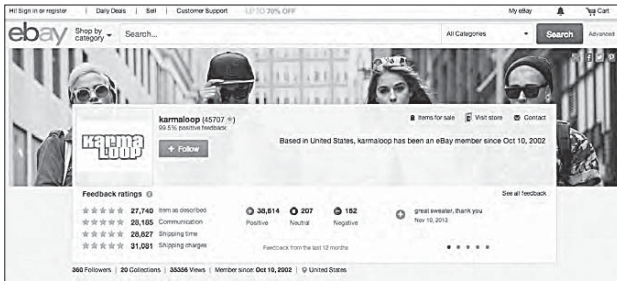 Hi! Sign in or register | Daily Deals | Sell | Customer Support UP TO 70% OFF My eBay Cart
ebay Shop by category Search... All Categories Search Advanced
KARMALOOP
karmaloop (45707)
99.5% positive feedback
+ Follow
Items for sale Visit store Contact
Based in United States, karmaloop has been an eBay member since Oct 10, 2002
Feedback ratings See all feedback
27,740 Item as described
28,185 Communication
28,827 Shipping time
31,081 Shipping charges
38,614 Positive
207 Neutral
182 Negative
great sweater, thank you
Nov 10, 2013
Feedback from the last 12 months
360 Followers | 20 Collections | 35356 Views | Member since: Oct 10, 2002 | United States